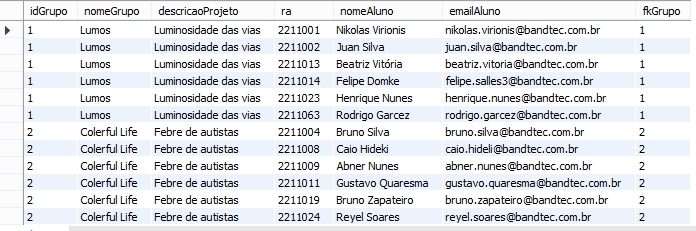 idGrupo nomeGrupo descricaoProjeto ra nomeAluno emailAluno fkGrupo
1 Lumos Luminosidade das vias 2211001 Nikolas Virionis nikolas.virionis@bandtec.com.br 1
1 Lumos Luminosidade das vias 2211002 Juan Silva juan.silva@bandtec.com.br 1
1 Lumos Luminosidade das vias 2211013 Beatriz Vitória beatriz.vitoria@bandtec.com.br 1
1 Lumos Luminosidade das vias 2211014 Felipe Domke felipe.salles3@bandtec.com.br 1
1 Lumos Luminosidade das vias 2211023 Henrique Nunes henrique.nunes@bandtec.com.br 1
1 Lumos Luminosidade das vias 2211063 Rodrigo Garcez rodrigo.garcez@bandtec.com.br 1
2 Colerful Life Febre de autistas 2211004 Bruno Silva bruno.silva@bandtec.com.br 2
2 Colerful Life Febre de autistas 2211008 Caio Hideki caio.hideli@bandtec.com.br 2
2 Colerful Life Febre de autistas 2211009 Abner Nunes abner.nunes@bandtec.com.br 2
2 Colerful Life Febre de autistas 2211011 Gustavo Quaresma gustavo.quaresma@bandtec.com.br 2
2 Colerful Life Febre de autistas 2211019 Bruno Zapateiro bruno.zapateiro@bandtec.com.br 2
2 Colerful Life Febre de autistas 2211024 Reyel Soares reyel.soares@bandtec.com.br 2